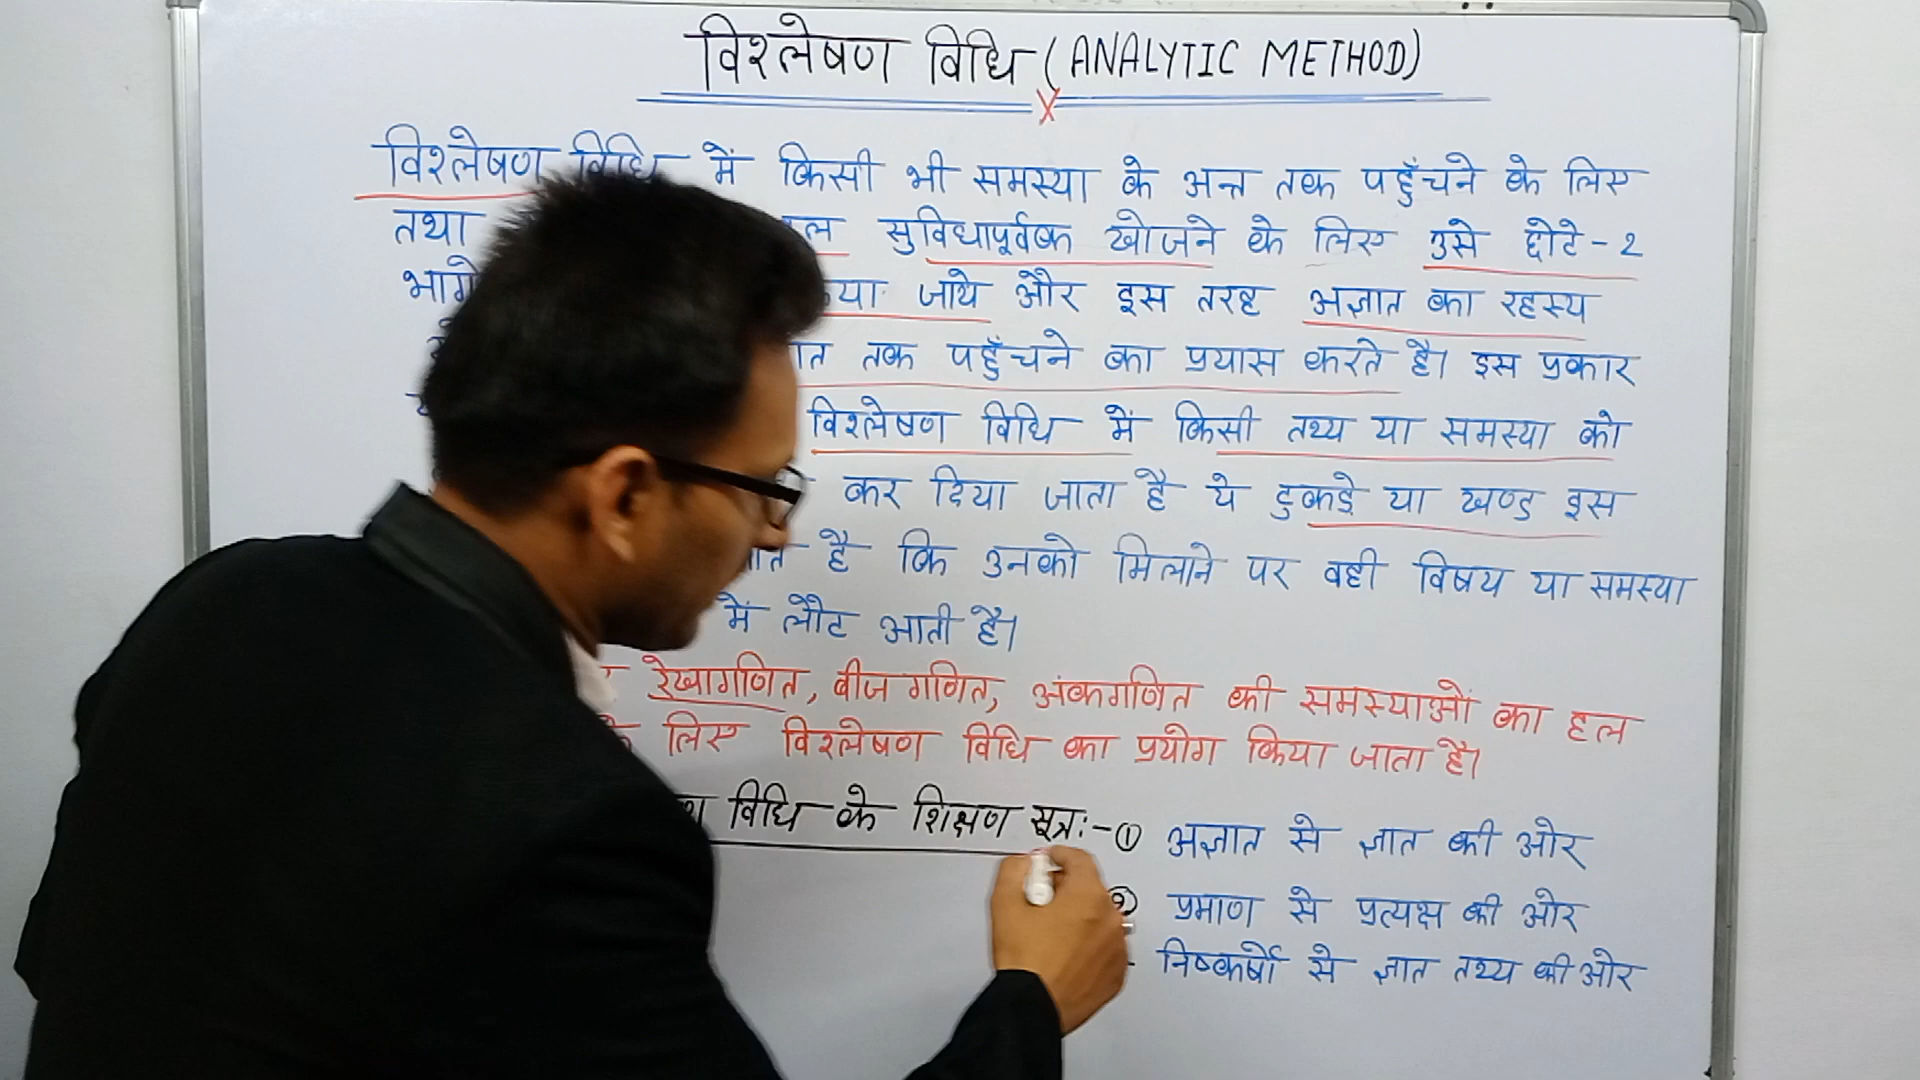 विश्लेषण विधि (ANALYTIC METHOD)
विश्लेषण विधि में किसी भी समस्या के अन्त तक पहुँचने के लिए
तथा सुविधापूर्वक खोजने के लिए उसे छोटे-२
जाये और इस तरह अज्ञात का रहस्य
तक पहुँचने का प्रयास करते है। इस प्रकार
विश्लेषण विधि में किसी तथ्य या समस्या को
कर दिया जाता है ये टुकड़े या खण्ड इस
है कि उनको मिलाने पर वही विषय या समस्या
में लौट आती है।
रेखागणित, बीजगणित, अंकगणित की समस्याओं का हल
लिए विश्लेषण विधि का प्रयोग किया जाता है।
विधि के शिक्षण सूत्र:- ① अज्ञात से ज्ञात की ओर
② प्रमाण से प्रत्यक्ष की ओर
निष्कर्षो से ज्ञात तथ्य की ओर